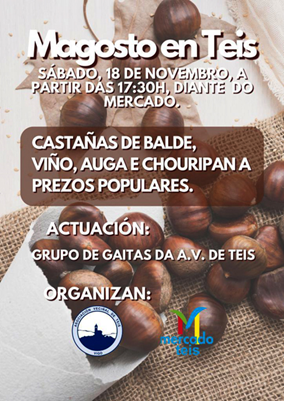 Magosto en Teis
SÁBADO, 18 DE NOVEMBRO, A
PARTIR DAS 17:30H, DIANTE DO
MERCADO.
CASTAÑAS DE BALDE,
VIÑO, AUGA E CHOURIPAN A
PREZOS POPULARES.
ACTUACIÓN:
GRUPO DE GAITAS DA A.V. DE TEIS
ORGANIZAN:
mercado
teis